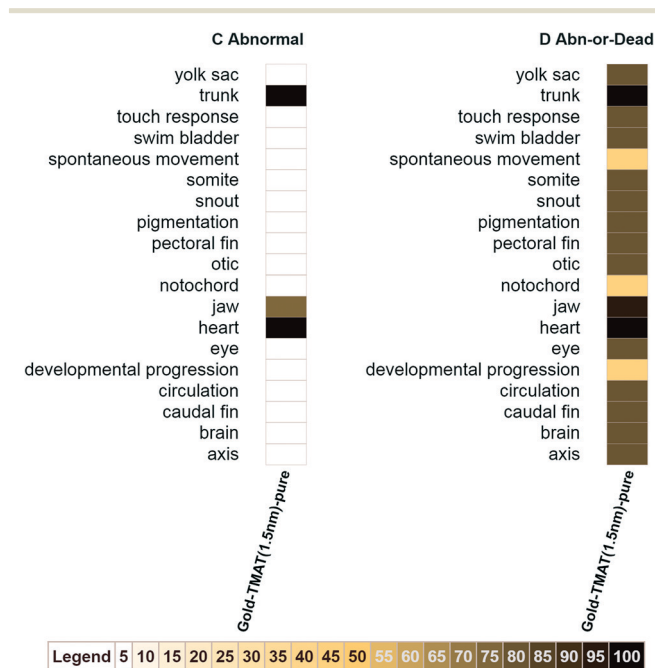 C Abnormal
yolk sac
trunk
touch response
swim bladder
spontaneous movement
somite
snout
pigmentation
pectoral fin
otic
notochord
jaw
heart
eye
developmental progression
circulation
caudal fin
brain
axis
Gold-TMAT(1.5nm)-pure
D Abn-or-Dead
yolk sac
trunk
touch response
swim bladder
spontaneous movement
somite
snout
pigmentation
pectoral fin
otic
notochord
jaw
heart
eye
developmental progression
circulation
caudal fin
brain
axis
Gold-TMAT(1.5nm)-pure
Legend 5 10 15 20 25 30 35 40 45 50 55 60 65 70 75 80 85 90 95 100